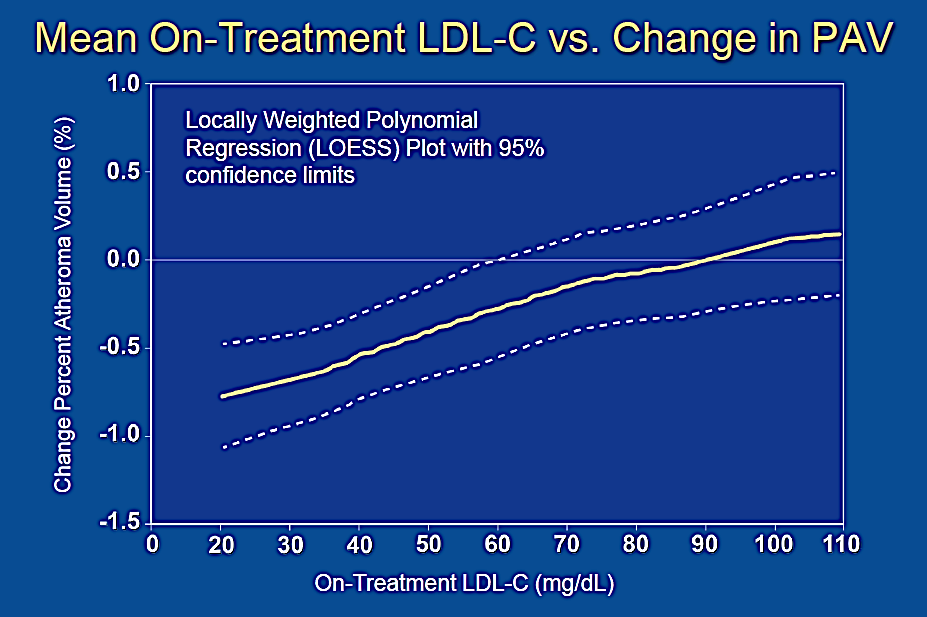 Mean On-Treatment LDL-C vs. Change in PAV
Locally Weighted Polynomial
Regression (LOESS) Plot with 95%
confidence limits
Change Percent Atheroma Volume (%)
1.0
0.5
0.0
-0.5
-1.0
-1.5
0 20 30 40 50 60 70 80 90 100 110
On-Treatment LDL-C (mg/dL)